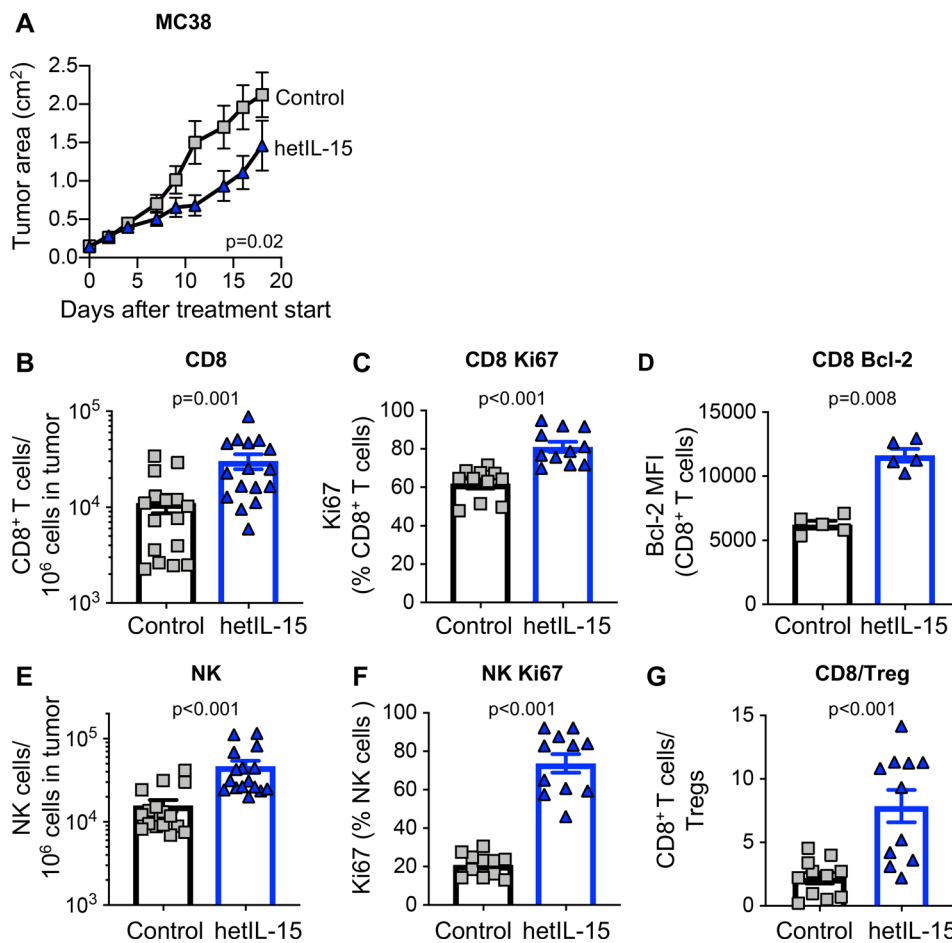 A
MC38
Tumor area (cm²)
2.5
2.0
1.5
1.0
0.5
0.0
Control
hetIL-15
p=0.02
0 5 10 15 20
Days after treatment start
B
CD8
p=0.001
CD8⁺ T cells/
10⁶ cells in tumor
10⁵
10⁴
10³
Control hetIL-15
C
CD8 Ki67
p<0.001
Ki67
(% CD8⁺ T cells)
100
80
60
40
20
0
Control hetIL-15
D
CD8 Bcl-2
p=0.008
Bcl-2 MFI
(CD8⁺ T cells)
15000
10000
5000
0
Control hetIL-15
E
NK
p<0.001
NK cells/
10⁶ cells in tumor
10⁵
10⁴
10³
Control hetIL-15
F
NK Ki67
p<0.001
Ki67 (% NK cells )
100
80
60
40
20
0
Control hetIL-15
G
CD8/Treg
p<0.001
CD8⁺T cells/
Tregs
15
10
5
0
Control hetIL-15